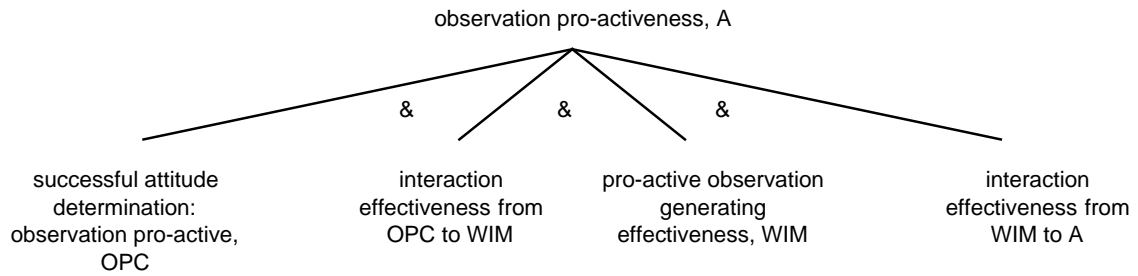 observation pro-activeness, A
& & &
successful attitude
determination:
observation pro-active,
OPC
interaction
effectiveness from
OPC to WIM
pro-active observation
generating
effectiveness, WIM
interaction
effectiveness from
WIM to A